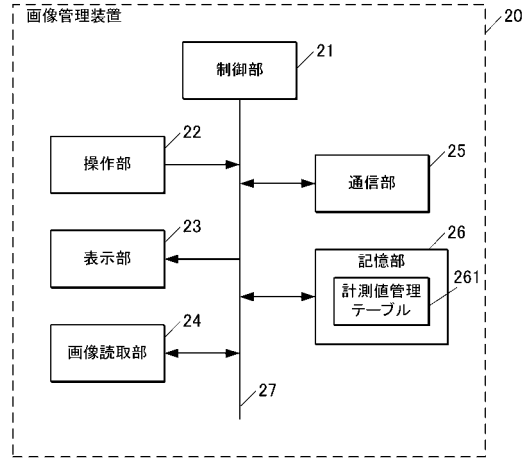 画像管理装置
20
制御部
21
操作部
22
通信部
25
表示部
23
記憶部
26
計測値管理
テーブル
261
画像読取部
24
27